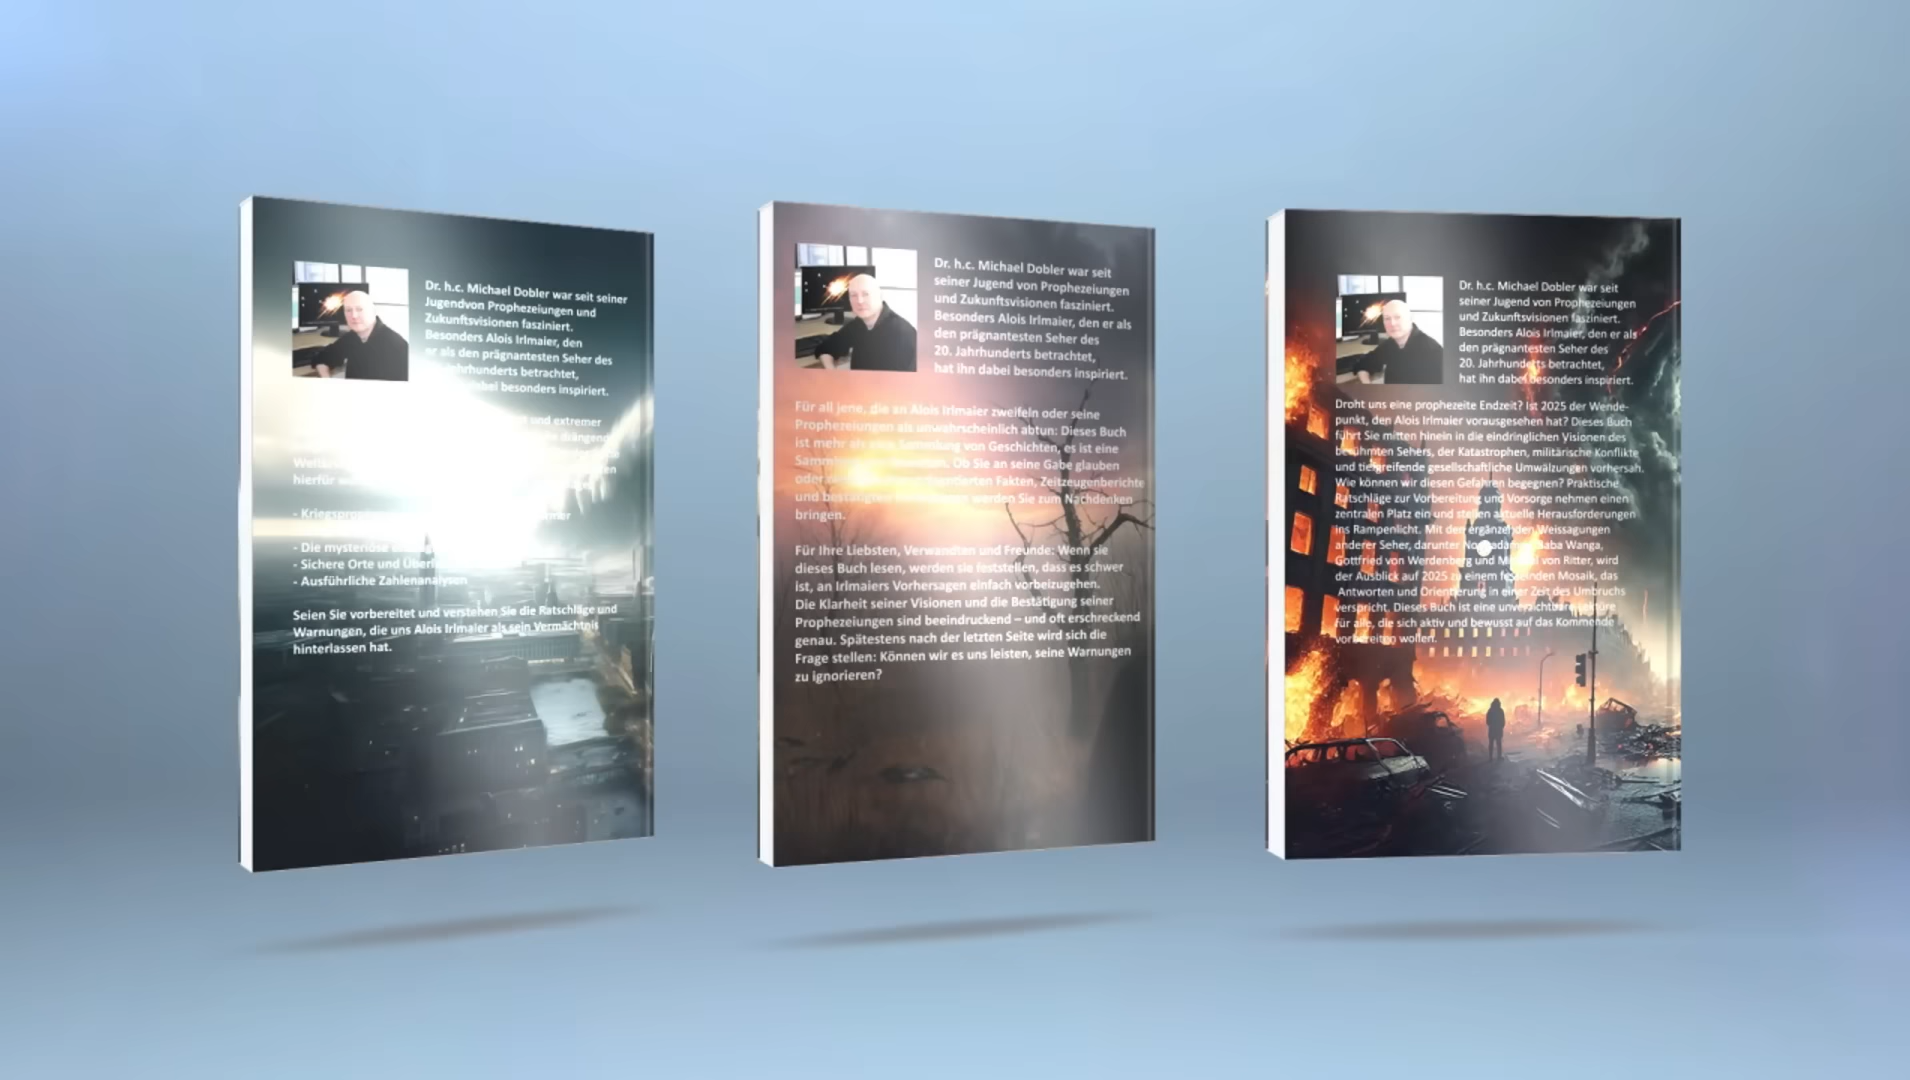 Dr. h.c. Michael Dobler war seit seiner
Jugendvon Prophezeiungen und
Zukunftsvisionen fasziniert.
Besonders Alois Irlmaier, den
er als den prägnantesten Seher des
Jahrhunderts betrachtet,
dabei besonders inspiriert.
und extremer
drängend
hierfür
- Die mysteriöse
- Sichere Orte und
- Ausführliche Zahlenanalysen
Seien Sie vorbereitet und verstehen Sie die Ratschläge und
Warnungen, die uns Alois Irlmaier als sein Vermächtnis
hinterlassen hat.
Dr. h.c. Michael Dobler war seit
seiner Jugend von Prophezeiungen
und Zukunftsvisionen fasziniert.
Besonders Alois Irlmaier, den er als
den prägnantesten Seher des
20. Jahrhunderts betrachtet,
hat ihn dabei besonders inspiriert.
Für all jene, die an Alois Irlmaier zweifeln oder seine
Prophezeiungen als unwahrscheinlich abtun: Dieses Buch
ist mehr als eine Sammlung von Geschichten, es ist eine
Ob Sie an seine Gabe glauben
oder Fakten, Zeitzeugenberichte
und werden Sie zum Nachdenken
bringen.
Für Ihre Liebsten, Verwandten und Freunde: Wenn sie
dieses Buch lesen, werden sie feststellen, dass es schwer
ist, an Irlmaiers Vorhersagen einfach vorbeizugehen.
Die Klarheit seiner Visionen und die Bestätigung seiner
Prophezeiungen sind beeindruckend – und oft erschreckend
genau. Spätestens nach der letzten Seite wird sich die
Frage stellen: Können wir es uns leisten, seine Warnungen
zu ignorieren?
Dr. h.c. Michael Dobler war seit
seiner Jugend von Prophezeiungen
und Zukunftsvisionen fasziniert.
Besonders Alois Irlmaier, den er als
den prägnantesten Seher des
20. Jahrhunderts betrachtet,
hat ihn dabei besonders inspiriert.
Droht uns eine prophezeite Endzeit? Ist 2025 der Wende-
punkt, den Alois Irlmaier vorausgesehen hat? Dieses Buch
führt Sie mitten hinein in die eindringlichen Visionen des
berühmten Sehers, der Katastrophen, militärische Konflikte
und tiefgreifende gesellschaftliche Umwälzungen vorhersah.
Wie können wir diesen Gefahren begegnen? Praktische
Ratschläge zur Vorbereitung und Vorsorge nehmen einen
zentralen Platz ein und stellen aktuelle Herausforderungen
ins Rampenlicht. Mit den ergänzenden Weissagungen
anderer Seher, darunter Baba Wanga,
Gottfried von Werdenberg und von Ritter, wird
der Ausblick auf 2025 zu einem fesselnden Mosaik, das
Antworten und Orientierung in einer Zeit des Umbruchs
verspricht. Dieses Buch ist eine unverzichtbare Lektüre
für alle, die sich aktiv und bewusst auf das Kommende
vorbereiten wollen.